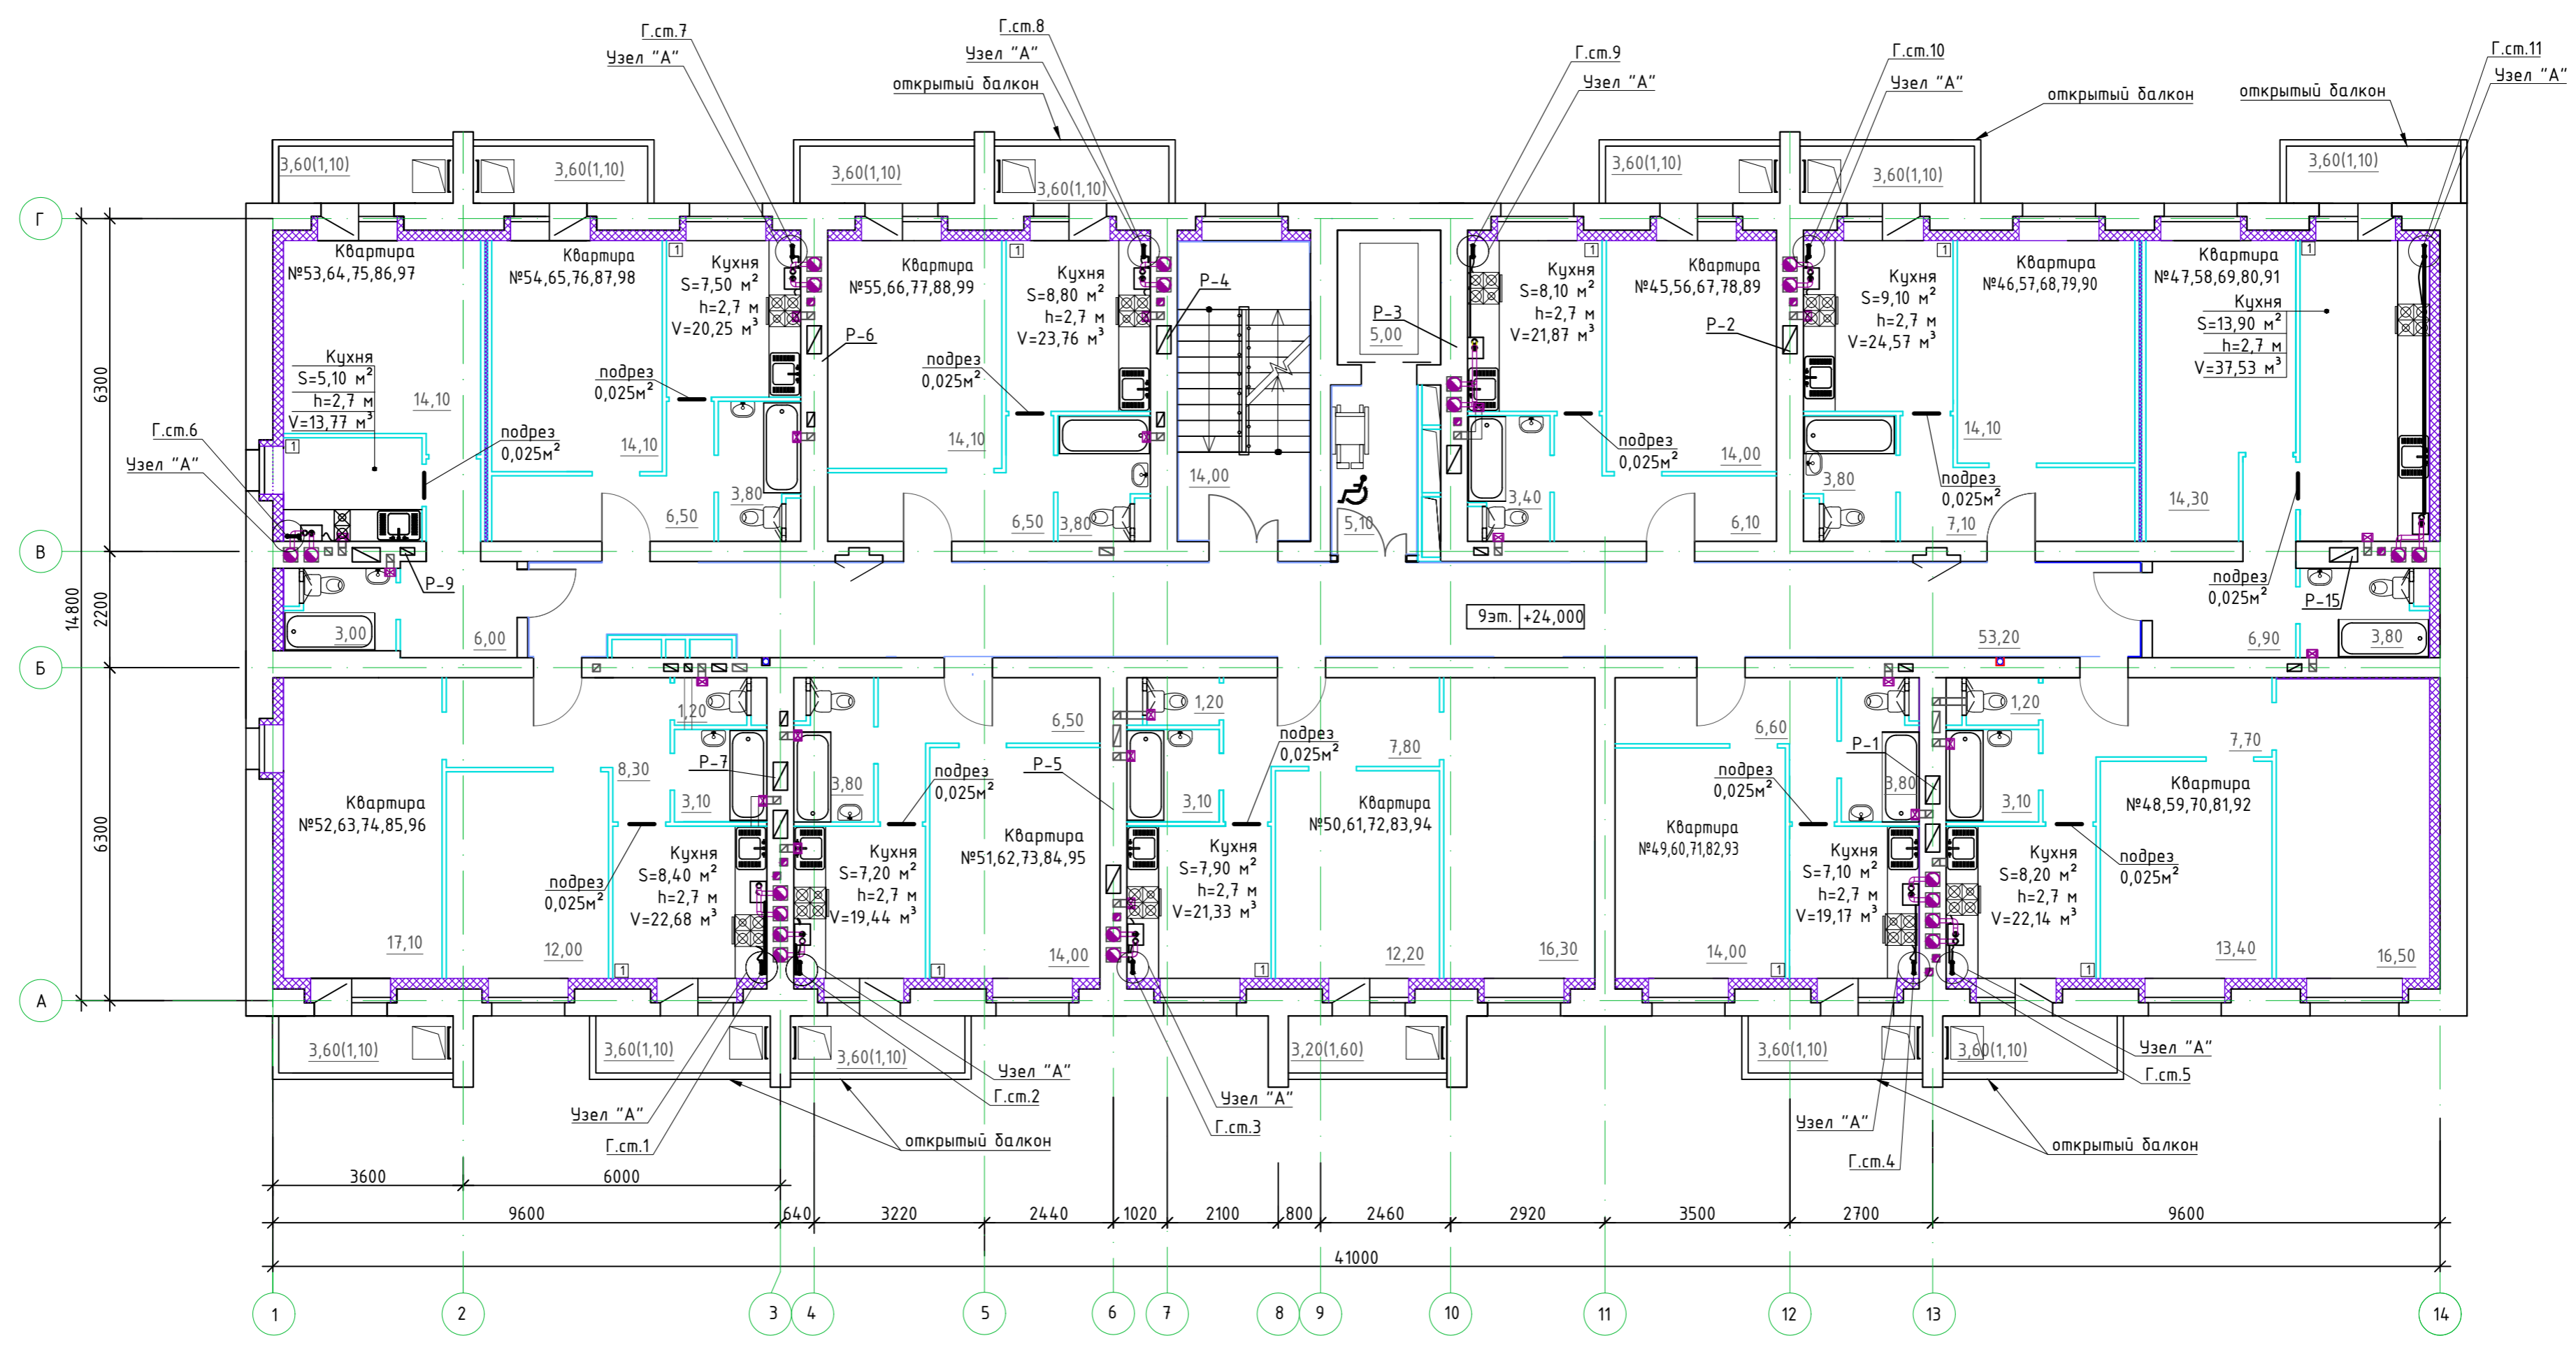 Г.ст.7
Узел "А"
Г.ст.8
Узел "А"
открытый балкон
Г.ст.9
Узел "А"
Г.ст.10
Узел "А"
открытый балкон
Г.ст.11
Узел "А"
открытый балкон
3,60(1,10)
3,60(1,10)
3,60(1,10)
3,60(1,10)
3,60(1,10)
3,60(1,10)
3,60(1,10)
Г
Квартира
№53,64,75,86,97
Кухня
S=5,10 м²
h=2,7 м
V=13,77 м³
14,10
1
подрез
0,025м²
Г.ст.6
Узел "А"
Квартира
№54,65,76,87,98
1
Кухня
S=7,50 м²
h=2,7 м
V=20,25 м³
подрез
0,025м²
14,10
6,50
3,80
Р-6
Квартира
№55,66,77,88,99
1
Кухня
S=8,80 м²
h=2,7 м
V=23,76 м³
подрез
0,025м²
14,10
6,50
3,80
Р-4
14,00
5,00
5,10
Р-3
1
Кухня
S=8,10 м²
h=2,7 м
V=21,87 м³
Квартира
№45,56,67,78,89
подрез
0,025м²
14,00
3,40
6,10
Р-2
1
Кухня
S=9,10 м²
h=2,7 м
V=24,57 м³
Квартира
№46,57,68,79,90
14,10
подрез
0,025м²
3,80
7,10
Квартира
№47,58,69,80,91
1
Кухня
S=13,90 м²
h=2,7 м
V=37,53 м³
14,30
подрез
0,025м²
Р-15
В
Р-9
3,00
6,00
9эт. +24,000
53,20
6,90
3,80
Б
6300
2200
6300
14800
Квартира
№52,63,74,85,96
17,10
12,00
8,30
1,20
3,10
Р-7
подрез
0,025м²
Кухня
S=8,40 м²
h=2,7 м
V=22,68 м³
1
3,80
Кухня
S=7,20 м²
h=2,7 м
V=19,44 м³
подрез
0,025м²
6,50
Квартира
№51,62,73,84,95
14,00
1
Р-5
1,20
3,10
подрез
0,025м²
7,80
Кухня
S=7,90 м²
h=2,7 м
V=21,33 м³
Квартира
№50,61,72,83,94
1
12,20
16,30
6,60
Квартира
№49,60,71,82,93
14,00
подрез
0,025м²
Р-1
3,80
Кухня
S=7,10 м²
h=2,7 м
V=19,17 м³
1
1,20
3,10
Кухня
S=8,20 м²
h=2,7 м
V=22,14 м³
подрез
0,025м²
7,70
Квартира
№48,59,70,81,92
1
13,40
16,50
А
3,60(1,10)
3,60(1,10)
3,60(1,10)
3,20(1,60)
3,60(1,10)
3,60(1,10)
Узел "А"
Г.ст.1
Узел "А"
Г.ст.2
открытый балкон
Узел "А"
Г.ст.3
Узел "А"
Г.ст.4
Узел "А"
Г.ст.5
открытый балкон
3600
6000
9600
640
3220
2440
1020
2100
800
2460
2920
3500
2700
9600
41000
1
2
3
4
5
6
7
8
9
10
11
12
13
14